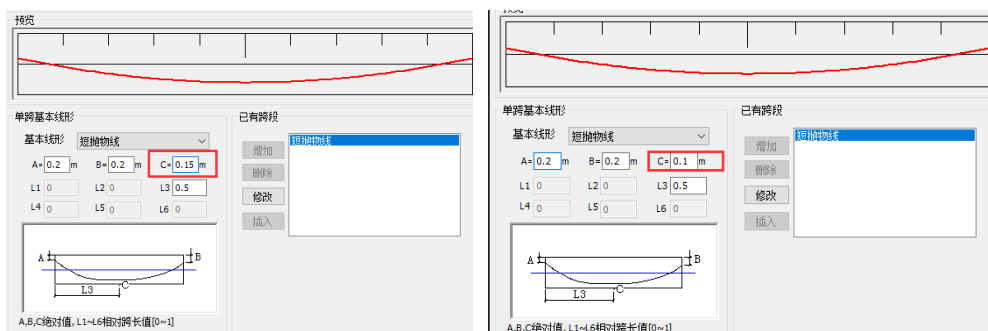 预览
单跨基本线形
基本线形 短抛物线
A= 0.2 m B= 0.2 m C= 0.15 m
L1 0 L2 0 L3 0.5
L4 0 L5 0 L6 0
A B
C
L3
A,B,C绝对值,L1~L6相对跨长值[0~1]
已有跨段
增加
删除
修改
插入
短抛物线
预览
单跨基本线形
基本线形 短抛物线
A= 0.2 m B= 0.2 m C= 0.1 m
L1 0 L2 0 L3 0.5
L4 0 L5 0 L6 0
A B
C
L3
A,B,C绝对值,L1~L6相对跨长值[0~1]
已有跨段
增加
删除
修改
插入
短抛物线